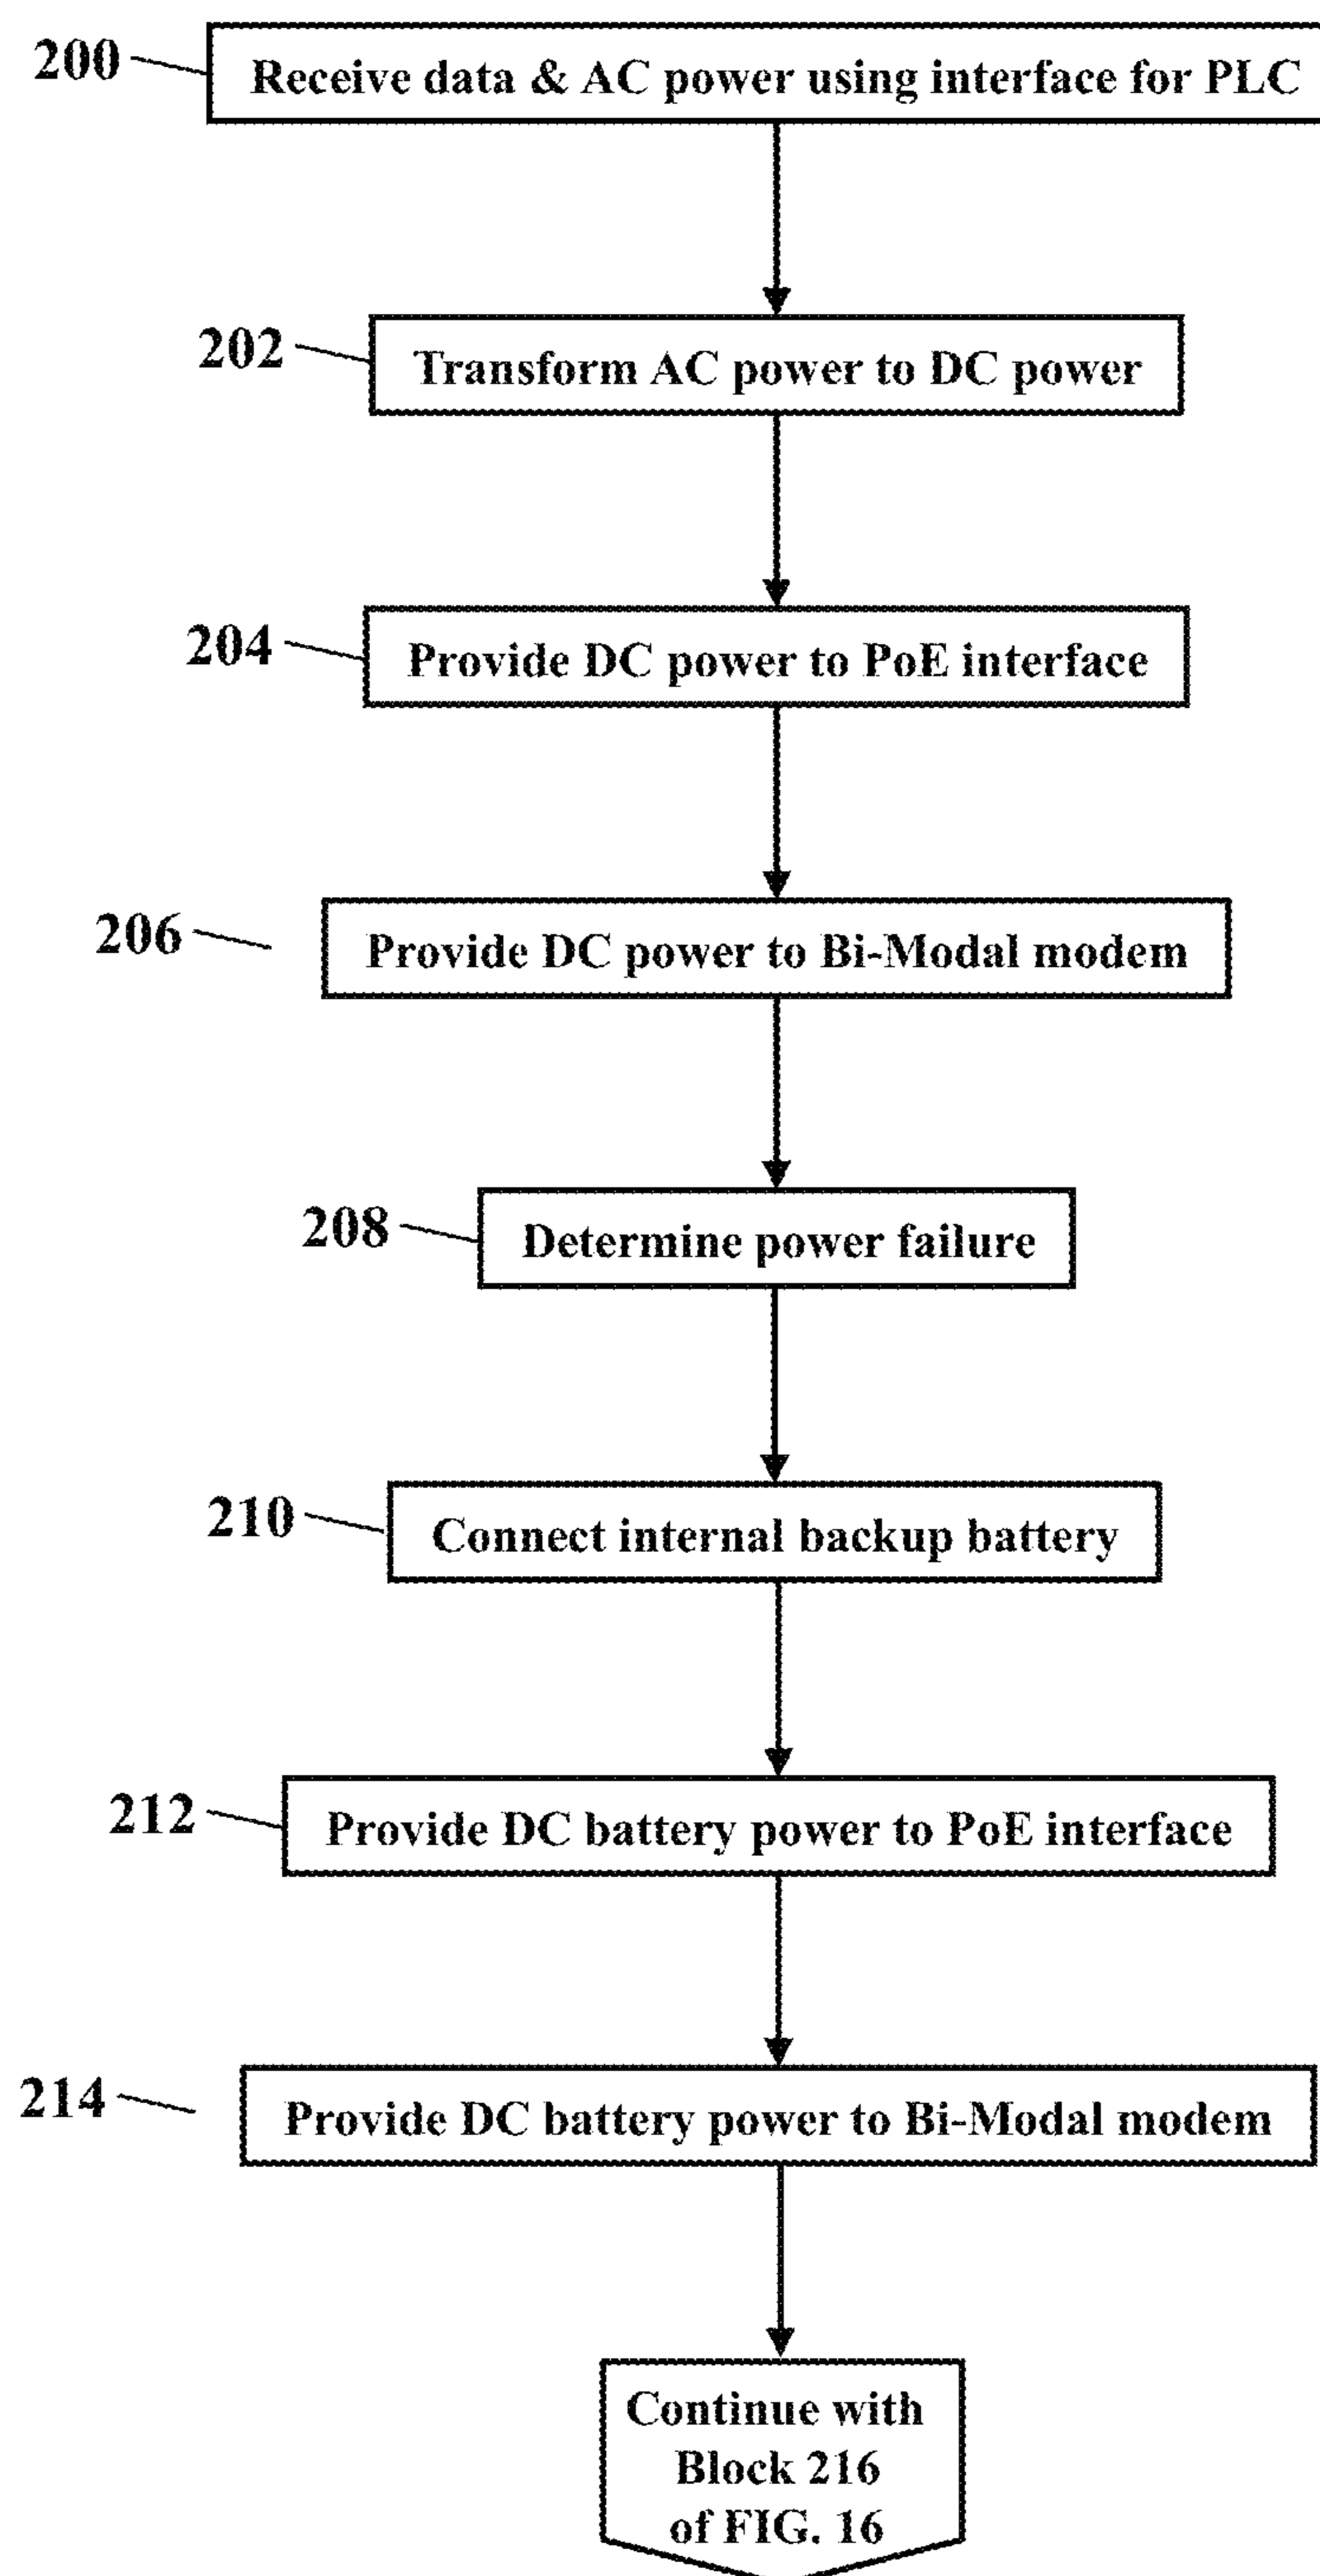 200
Receive data & AC power using interface for PLC
202
Transform AC power to DC power
204
Provide DC power to PoE interface
206
Provide DC power to Bi-Modal modem
208
Determine power failure
210
Connect internal backup battery
212
Provide DC battery power to PoE interface
214
Provide DC battery power to Bi-Modal modem
Continue with
Block 216
of FIG. 16